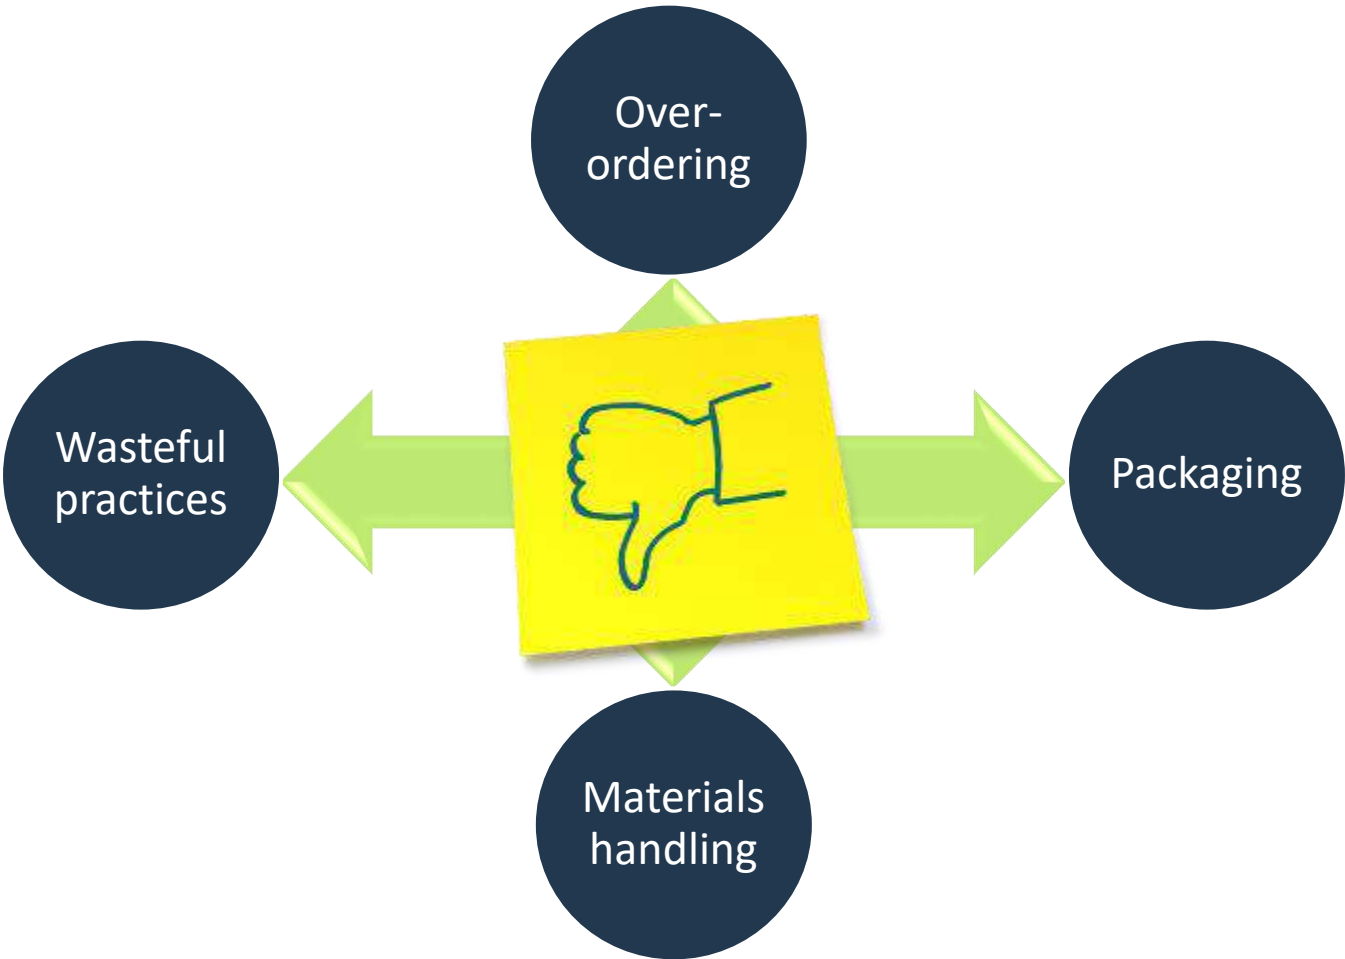 Over-
ordering
Wasteful
practices
Packaging
Materials
handling